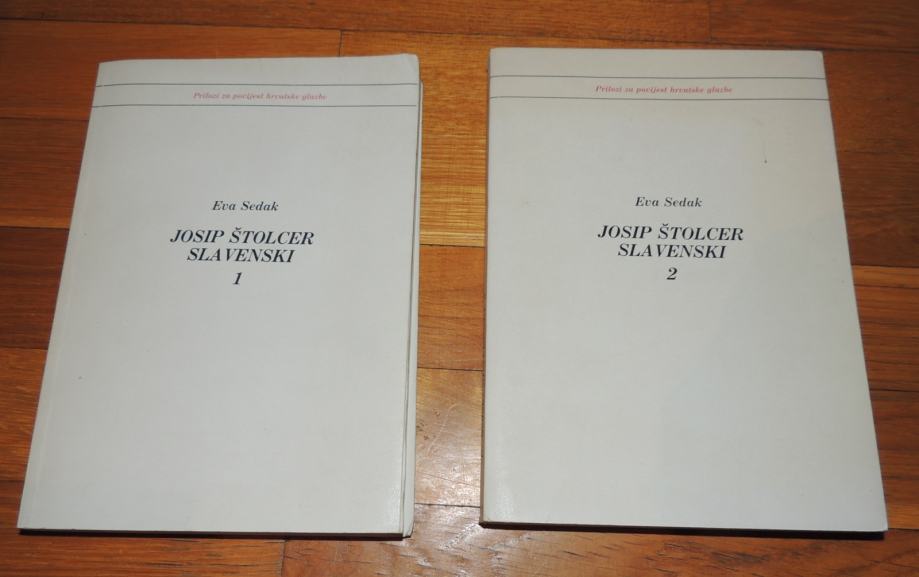 Prilozi za povijest hrvatske glazbe
Eva Sedak
JOSIP ŠTOLCER
SLAVENSKI
1
Prilozi za povijest hrvatske glazbe
Eva Sedak
JOSIP ŠTOLCER
SLAVENSKI
2